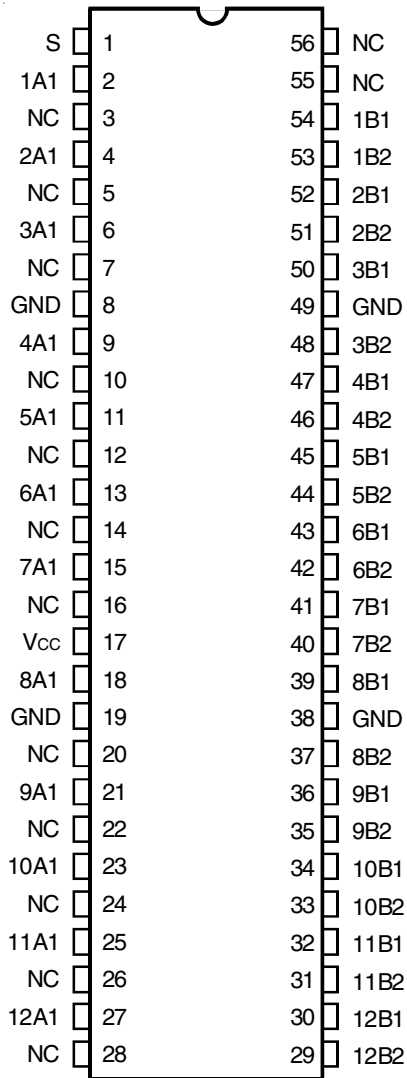 S 1 56 NC
1A1 2 55 NC
NC 3 54 1B1
2A1 4 53 1B2
NC 5 52 2B1
3A1 6 51 2B2
NC 7 50 3B1
GND 8 49 GND
4A1 9 48 3B2
NC 10 47 4B1
5A1 11 46 4B2
NC 12 45 5B1
6A1 13 44 5B2
NC 14 43 6B1
7A1 15 42 6B2
NC 16 41 7B1
VCC 17 40 7B2
8A1 18 39 8B1
GND 19 38 GND
NC 20 37 8B2
9A1 21 36 9B1
NC 22 35 9B2
10A1 23 34 10B1
NC 24 33 10B2
11A1 25 32 11B1
NC 26 31 11B2
12A1 27 30 12B1
NC 28 29 12B2